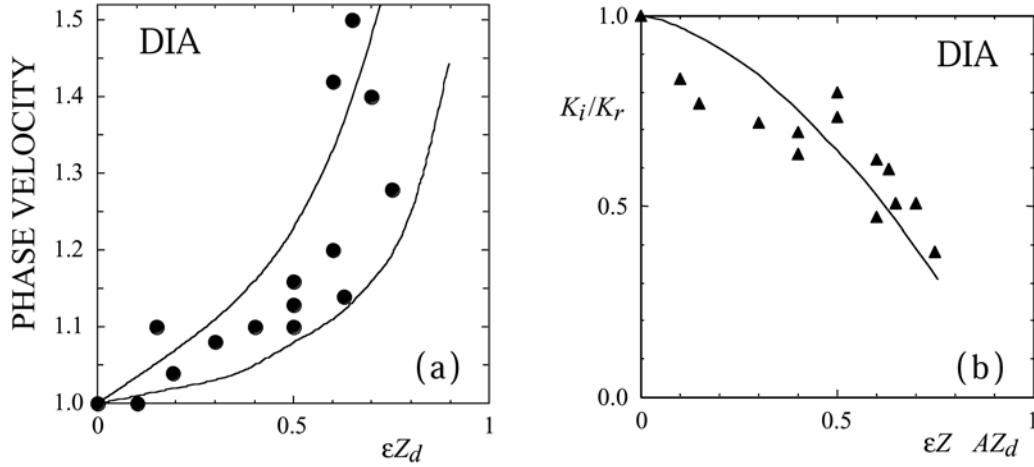 PHASE VELOCITY
1.5
1.4
1.3
1.2
1.1
1.0
DIA
(a)
0
0.5
1
εZd
Ki/Kr
1.0
0.5
0.0
DIA
(b)
0
0.5
1
εZ AZd